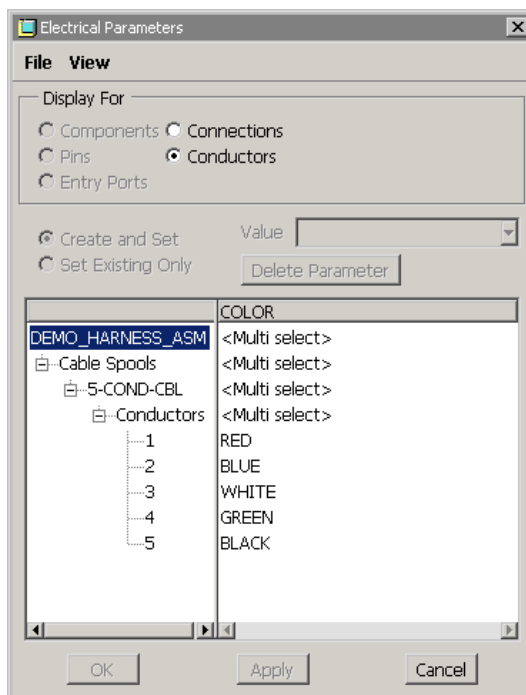 Electrical Parameters
File View
Display For
Components Connections
Pins Conductors
Entry Ports
Create and Set Value
Set Existing Only Delete Parameter
COLOR
DEMO_HARNESS_ASM <Multi select>
Cable Spools <Multi select>
5-COND-CBL <Multi select>
Conductors <Multi select>
1 RED
2 BLUE
3 WHITE
4 GREEN
5 BLACK
OK Apply Cancel